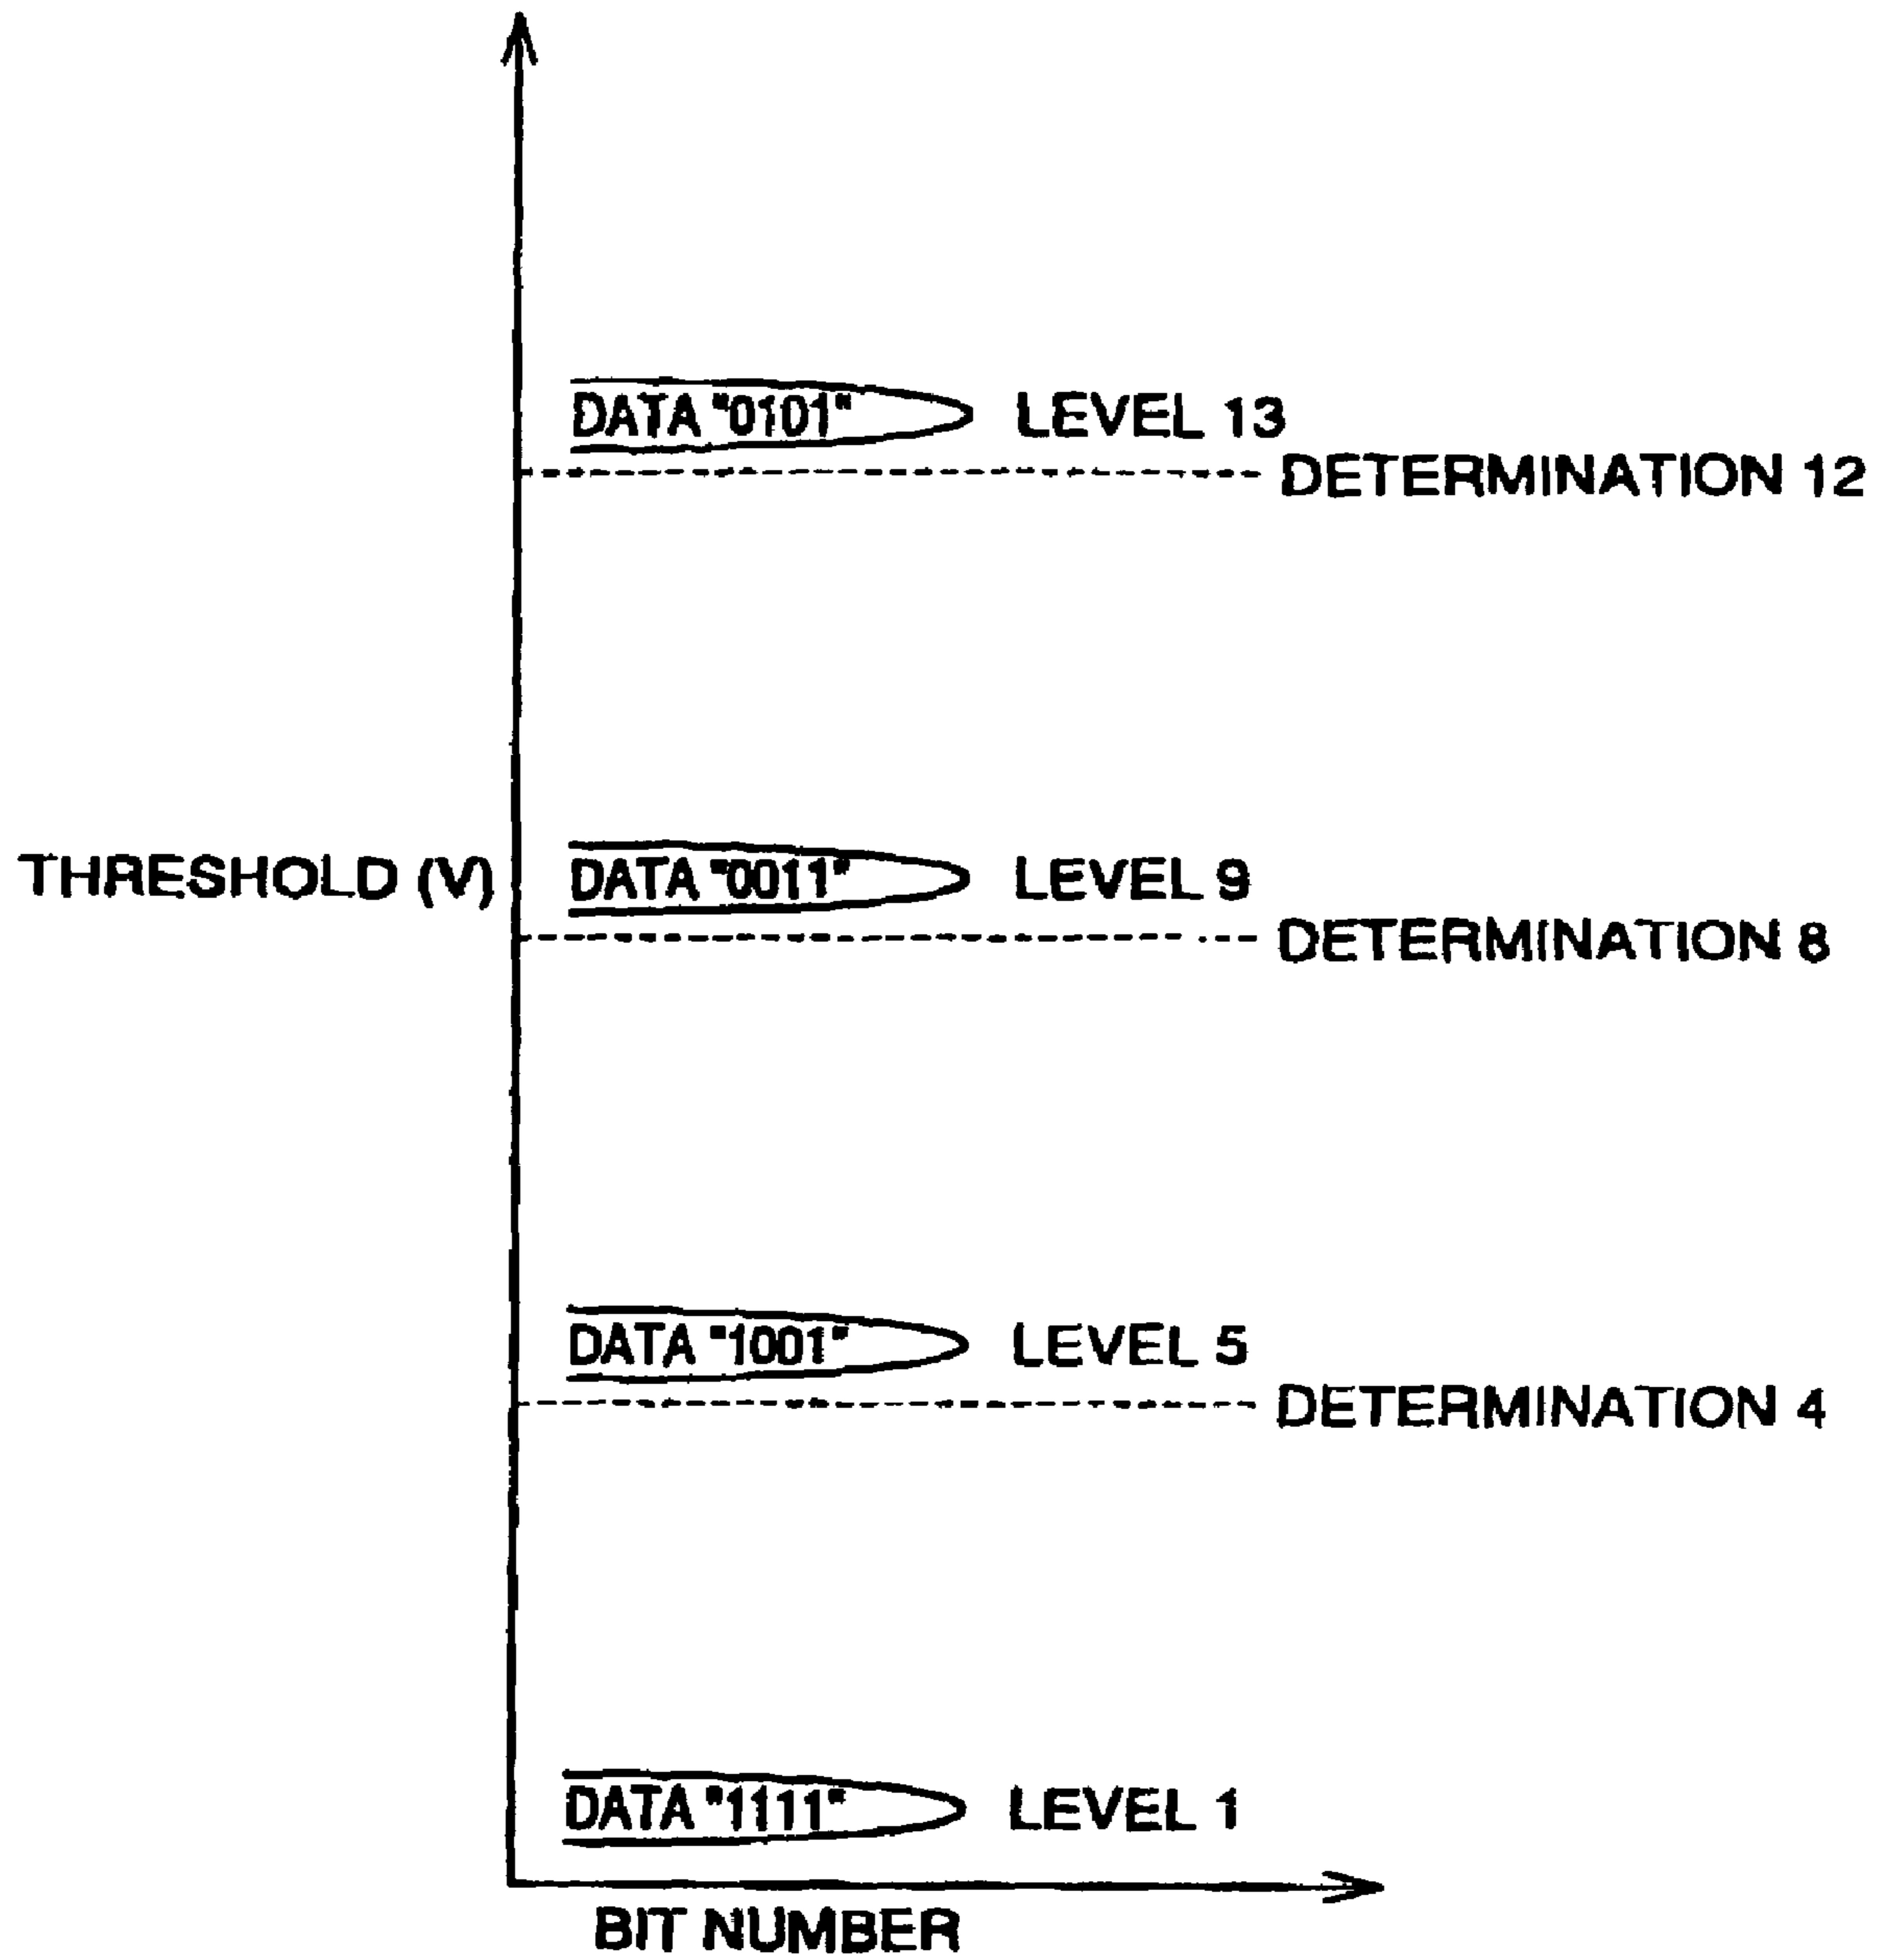 DATA "0101" LEVEL 13
DETERMINATION 12
THRESHOLD (V) DATA "0011" LEVEL 9
DETERMINATION 8
DATA "1001" LEVEL 5
DETERMINATION 4
DATA "1111" LEVEL 1
BIT NUMBER